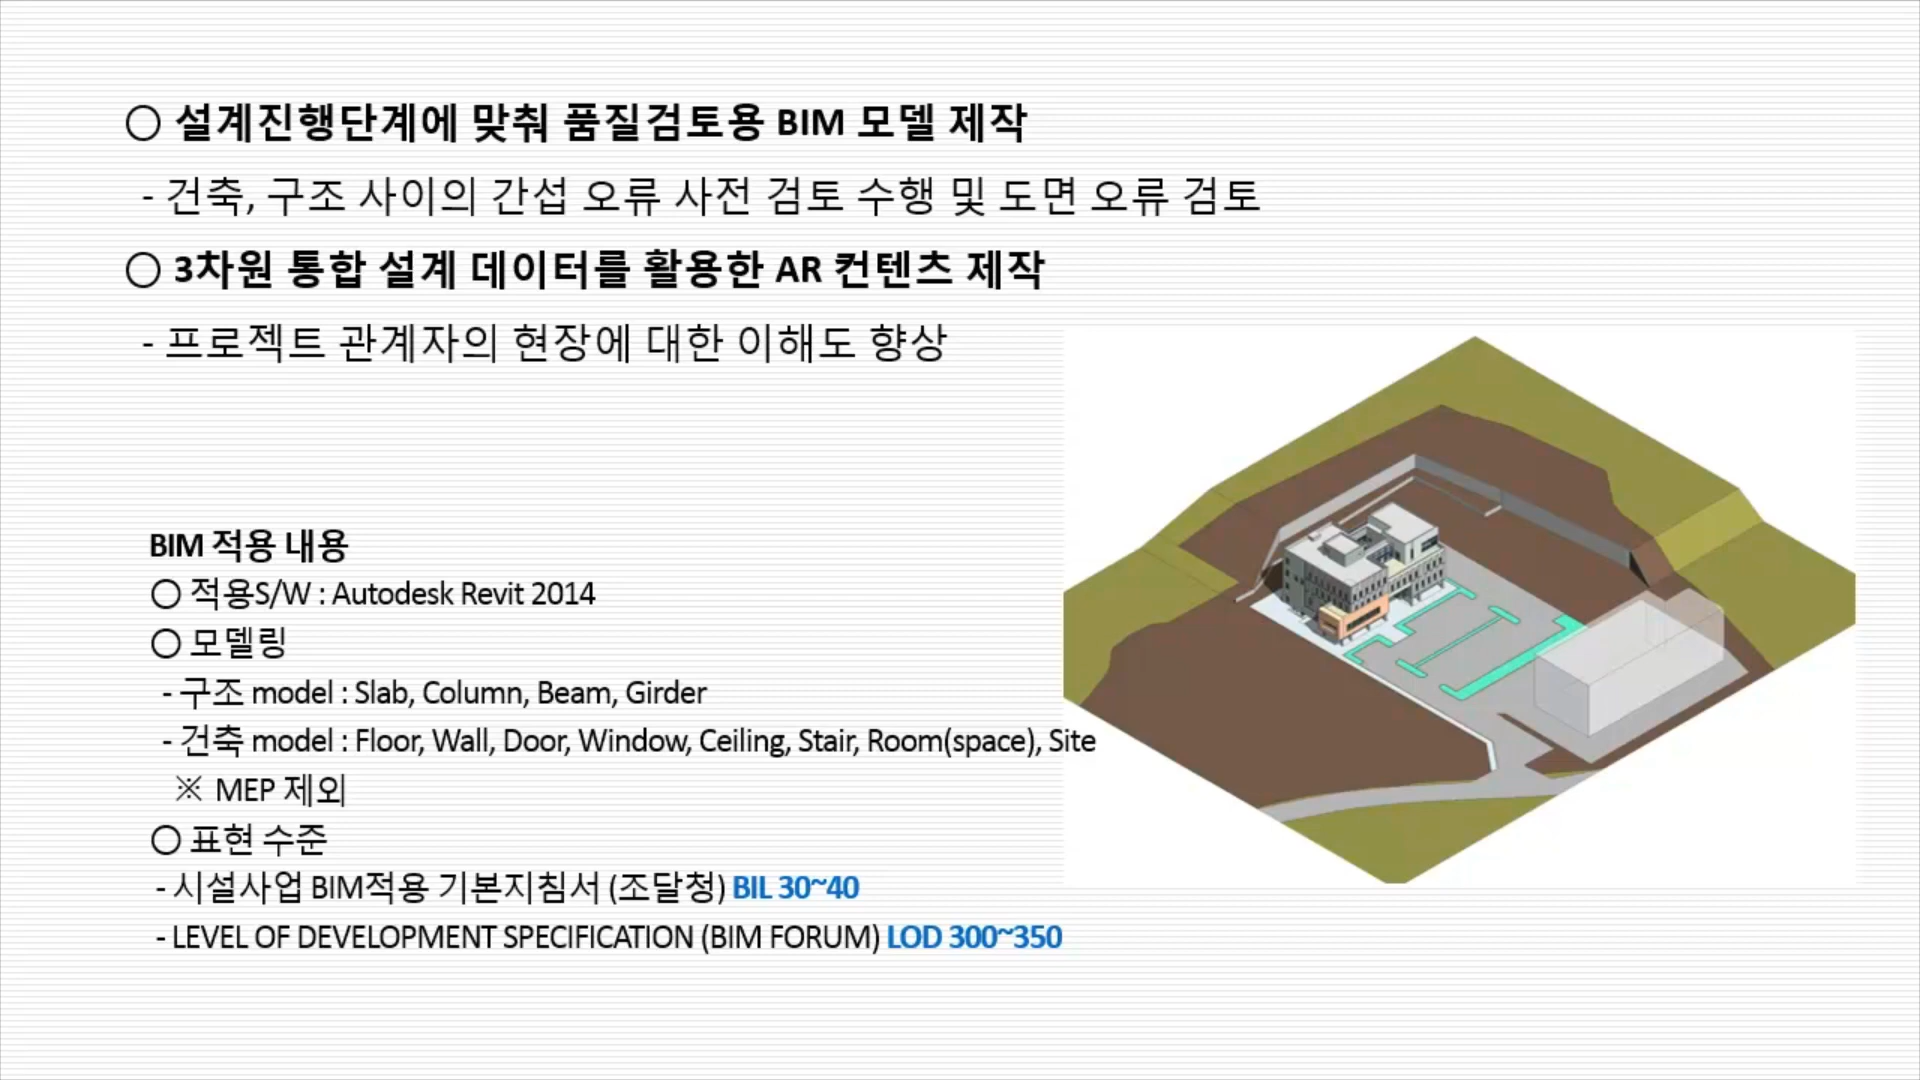 ○ 설계진행단계에 맞춰 품질검토용 BIM 모델 제작
- 건축, 구조 사이의 간섭 오류 사전 검토 수행 및 도면 오류 검토
○ 3차원 통합 설계 데이터를 활용한 AR 컨텐츠 제작
- 프로젝트 관계자의 현장에 대한 이해도 향상
BIM 적용 내용
○ 적용S/W : Autodesk Revit 2014
○ 모델링
- 구조 model : Slab, Column, Beam, Girder
- 건축 model : Floor, Wall, Door, Window, Ceiling, Stair, Room(space), Site
※ MEP 제외
○ 표현 수준
- 시설사업 BIM적용 기본지침서 (조달청) BIL 30~40
- LEVEL OF DEVELOPMENT SPECIFICATION (BIM FORUM) LOD 300~350